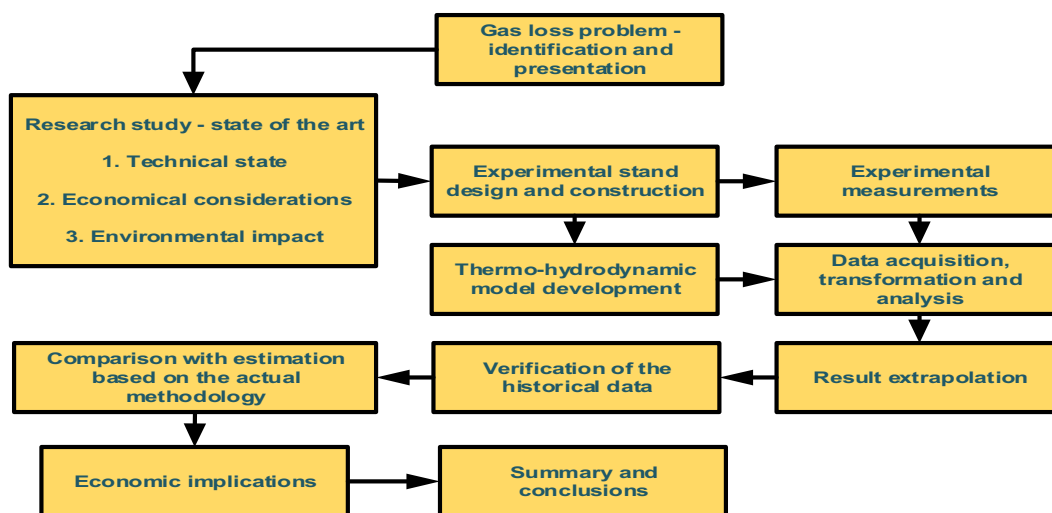 Gas loss problem -
identification and
presentation
Research study - state of the art
1. Technical state
2. Economical considerations
3. Environmental impact
Experimental stand
design and construction
Experimental
measurements
Thermo-hydrodynamic
model development
Data acquisition,
transformation and
analysis
Result extrapolation
Verification of the
historical data
Comparison with estimation
based on the actual
methodology
Economic implications
Summary and
conclusions